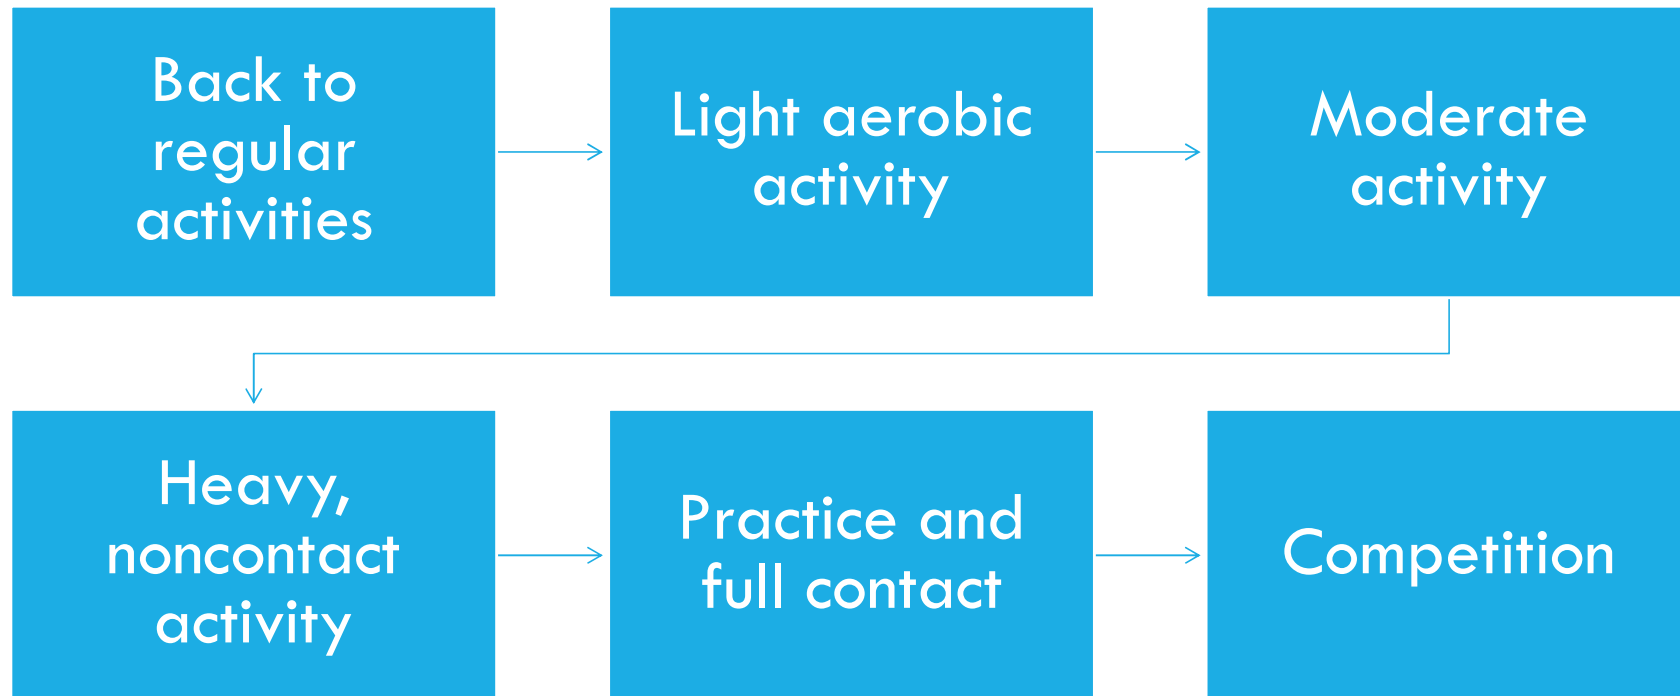 Back to
regular
activities
Light aerobic
activity
Moderate
activity
Heavy,
noncontact
activity
Practice and
full contact
Competition